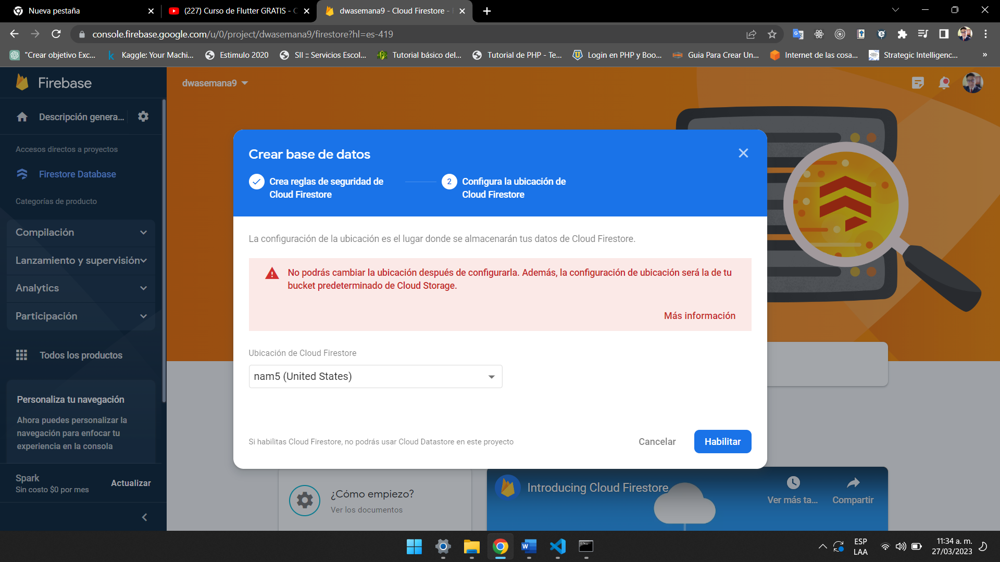 Nueva pestaña
(227) Curso de Flutter GRATIS - C
dwasemana9 - Cloud Firestore -
console.firebase.google.com/u/0/project/dwasemana9/firestore?hl=es-419
"Crear objetivo Exc...
Kaggle: Your Machi...
Estimulo 2020
SII :: Servicios Escol...
Tutorial básico del...
Tutorial de PHP - Te...
Login en PHP y Boo...
Guia Para Crear Un...
Internet de las cosa...
Strategic Intelligenc...
»
Firebase
dwasemana9
Descripción genera...
Accesos directos a proyectos
Firestore Database
Categorías de producto
Compilación
Lanzamiento y supervisión
Analytics
Participación
Todos los productos
Personaliza tu navegación
Ahora puedes personalizar la
navegación para enfocar tu
experiencia en la consola
Spark
Sin costo $0 por mes
Actualizar
Crear base de datos
Crea reglas de seguridad de
Cloud Firestore
2
Configura la ubicación de
Cloud Firestore
La configuración de la ubicación es el lugar donde se almacenarán tus datos de Cloud Firestore.
No podrás cambiar la ubicación después de configurarla. Además, la configuración de ubicación será la de tu
bucket predeterminado de Cloud Storage.
Más información
Ubicación de Cloud Firestore
nam5 (United States)
Si habilitas Cloud Firestore, no podrás usar Cloud Datastore en este proyecto
Cancelar
Habilitar
¿Cómo empiezo?
Ver los documentos
Introducing Cloud Firestore
Ver más ta...
Compartir
ESP
LAA
11:34 a. m.
27/03/2023